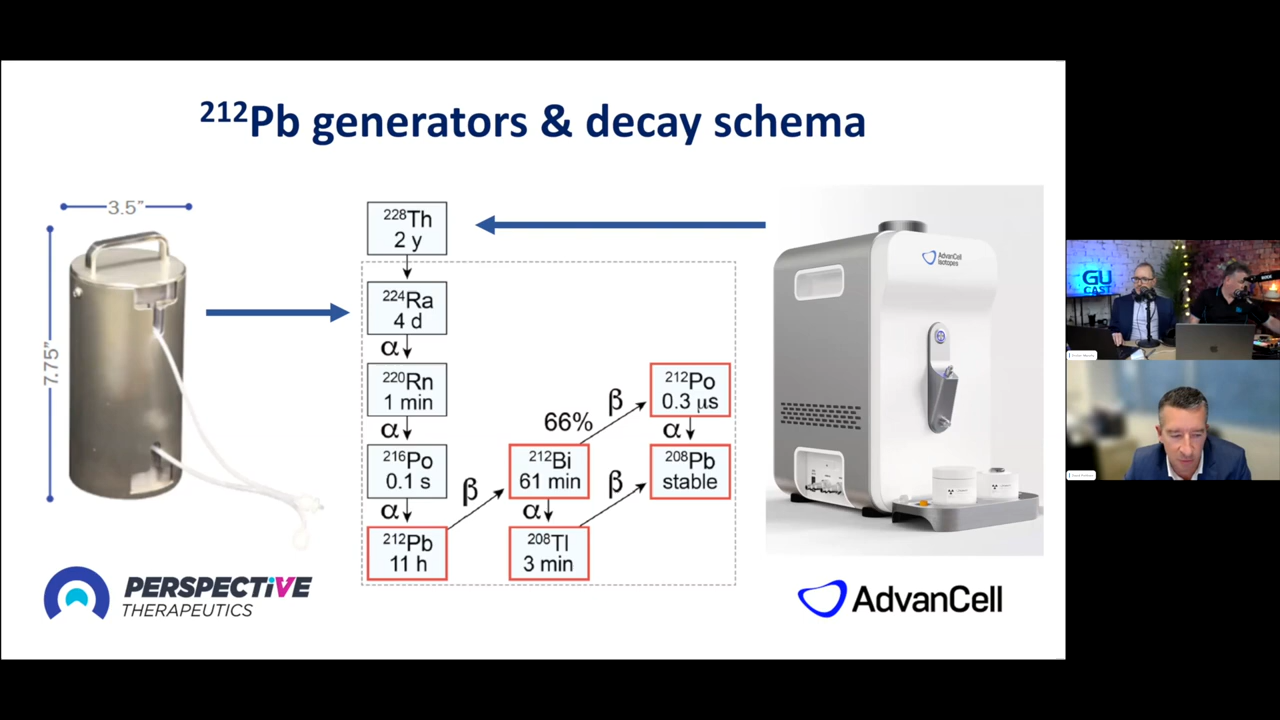 ²¹²Pb generators & decay schema
3.5”
7.75”
²²⁸Th
2 y
²²⁴Ra
4 d
α
²²⁰Rn
1 min
α
²¹⁶Po
0.1 s
α
²¹²Pb
11 h
β
²¹²Bi
61 min
α
²⁰⁸Tl
3 min
66%
β
β
²¹²Po
0.3 µs
α
²⁰⁸Pb
stable
PERSPECTIVE
THERAPEUTICS
AdvanCell
Isotopes
AdvanCell
GU
CAST